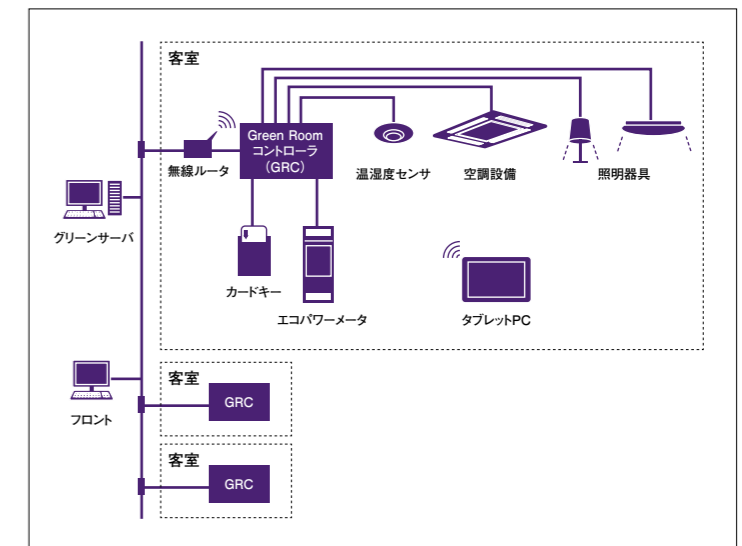 客室
Green Room
コントローラ
（GRC）
無線ルータ
温湿度センサ
空調設備
照明器具
グリーンサーバ
カードキー
エコパワーメータ
タブレットPC
客室
GRC
フロント
客室
GRC